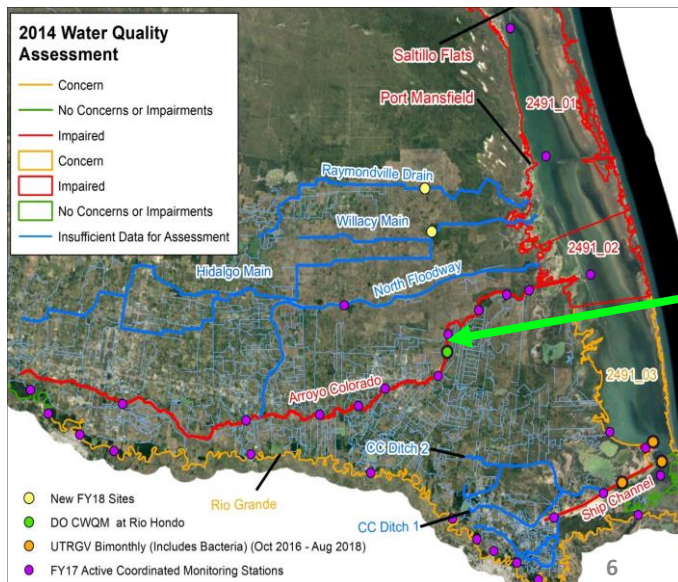 2014 Water Quality
Assessment
Concern
No Concerns or Impairments
Impaired
Concern
Impaired
No Concerns or Impairments
Insufficient Data for Assessment
Saltillo Flats
Port Mansfield
2491_01
Raymondville Drain
Willacy Main
2491_02
Hidalgo Main
North Floodway
2491_03
Arroyo Colorado
CC Ditch 2
Rio Grande
Ship Channel
CC Ditch 1
New FY18 Sites
DO CWQM at Rio Hondo
UTRGV Bimonthly (Includes Bacteria) (Oct 2016 - Aug 2018)
FY17 Active Coordinated Monitoring Stations
6